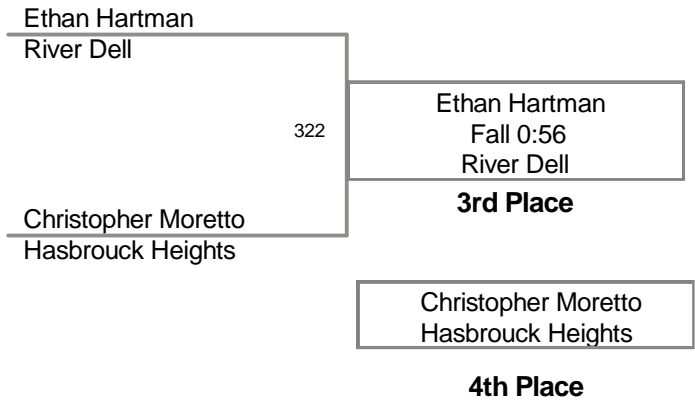 Ethan Hartman
River Dell
322
Ethan Hartman
Fall 0:56
River Dell
3rd Place
Christopher Moretto
Hasbrouck Heights
Christopher Moretto
Hasbrouck Heights
4th Place